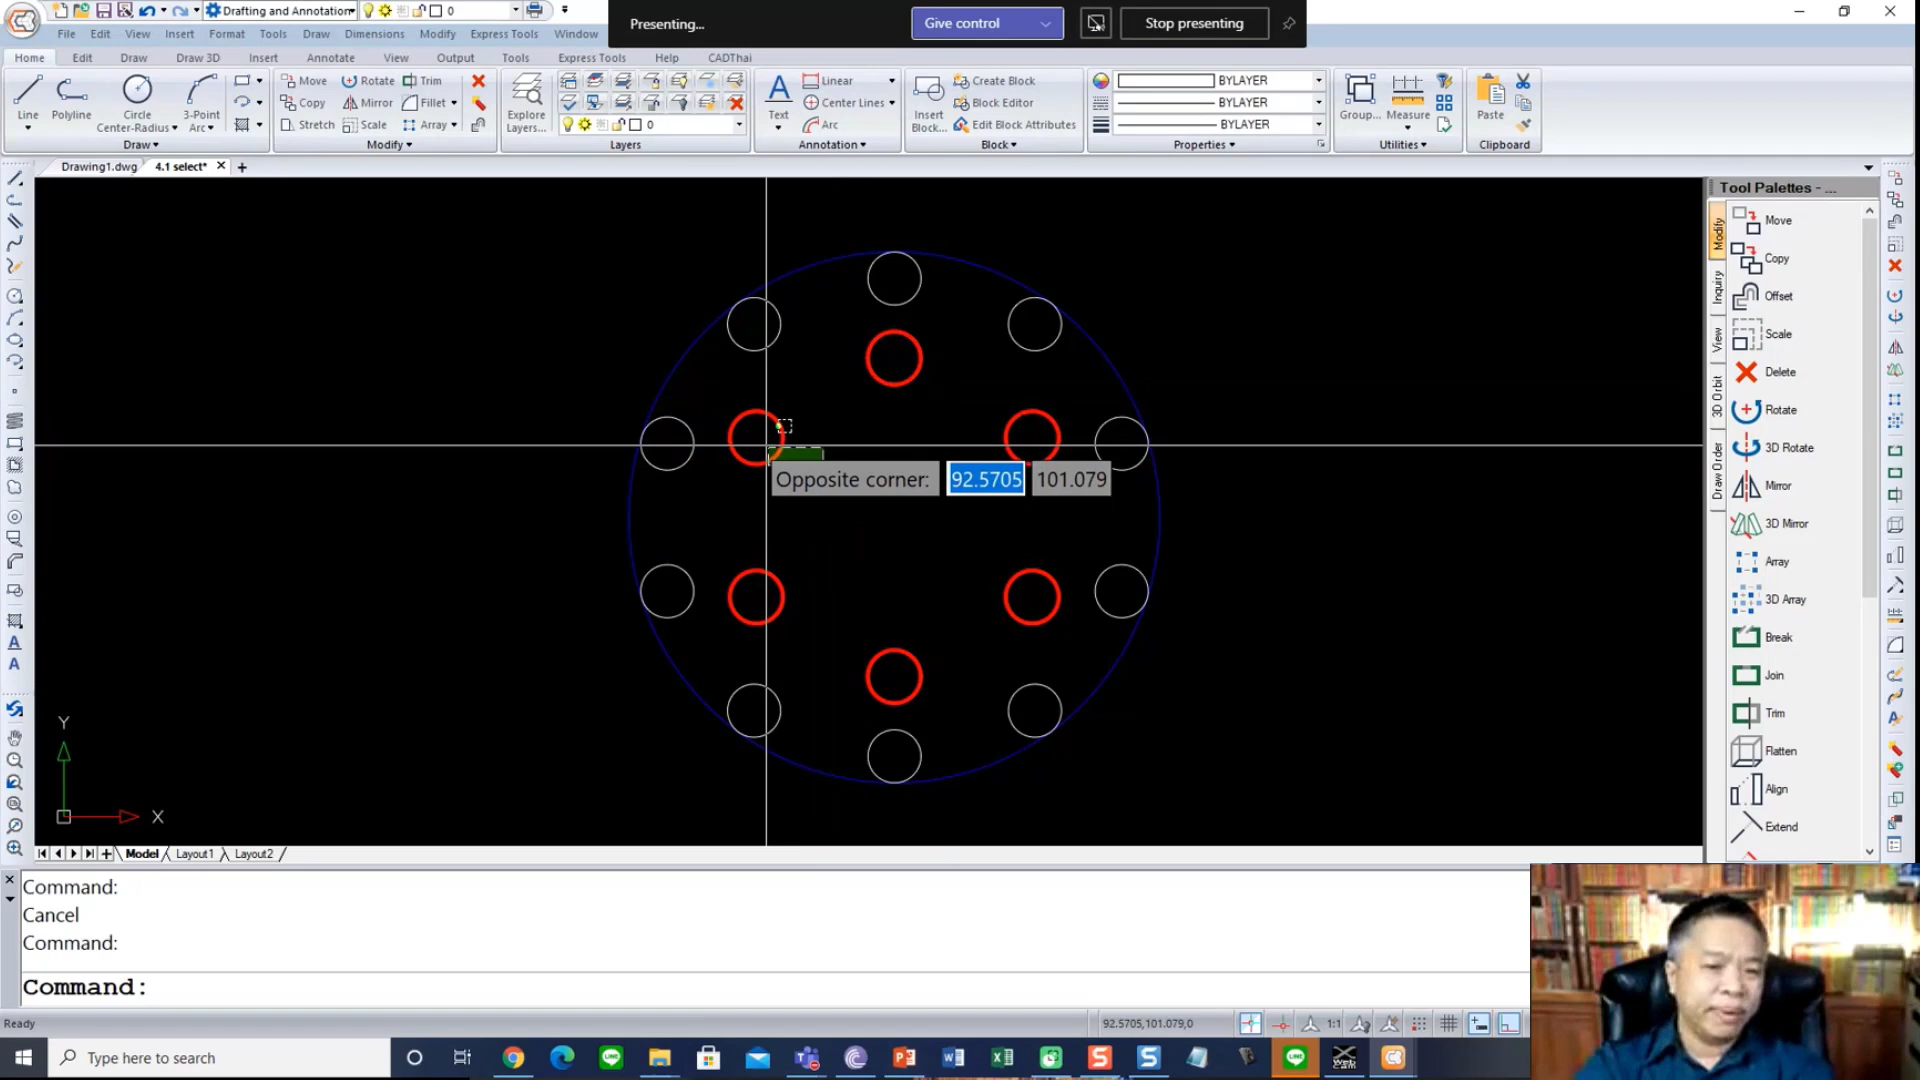 Drafting and Annotation
0
Presenting...
Give control
Stop presenting
File Edit View Insert Format Tools Draw Dimensions Modify Express Tools Window
Home Edit Draw Draw 3D Insert Annotate View Output Tools Express Tools Help CADThai
Line
Polyline
Circle
Center-Radius
3-Point
Arc
Draw
Move Rotate Trim
Copy Mirror Fillet
Stretch Scale Array
Modify
Explore
Layers...
0
Layers
Text
Linear
Center Lines
Arc
Annotation
Insert
Block...
Create Block
Block Editor
Edit Block Attributes
Block
BYLAYER
BYLAYER
BYLAYER
Properties
Group...
Measure
Utilities
Paste
Clipboard
Drawing1.dwg
4.1 select*
Opposite corner: 92.5705 101.079
Y
X
Tool Palettes - ...
Modify
Inquiry
View
3D Orbit
Draw Order
Move
Copy
Offset
Scale
Delete
Rotate
3D Rotate
Mirror
3D Mirror
Array
3D Array
Break
Join
Trim
Flatten
Align
Extend
Model Layout1 Layout2
Command:
Cancel
Command:
Command:
Ready
92.5705,101.079,0
1:1
Type here to search